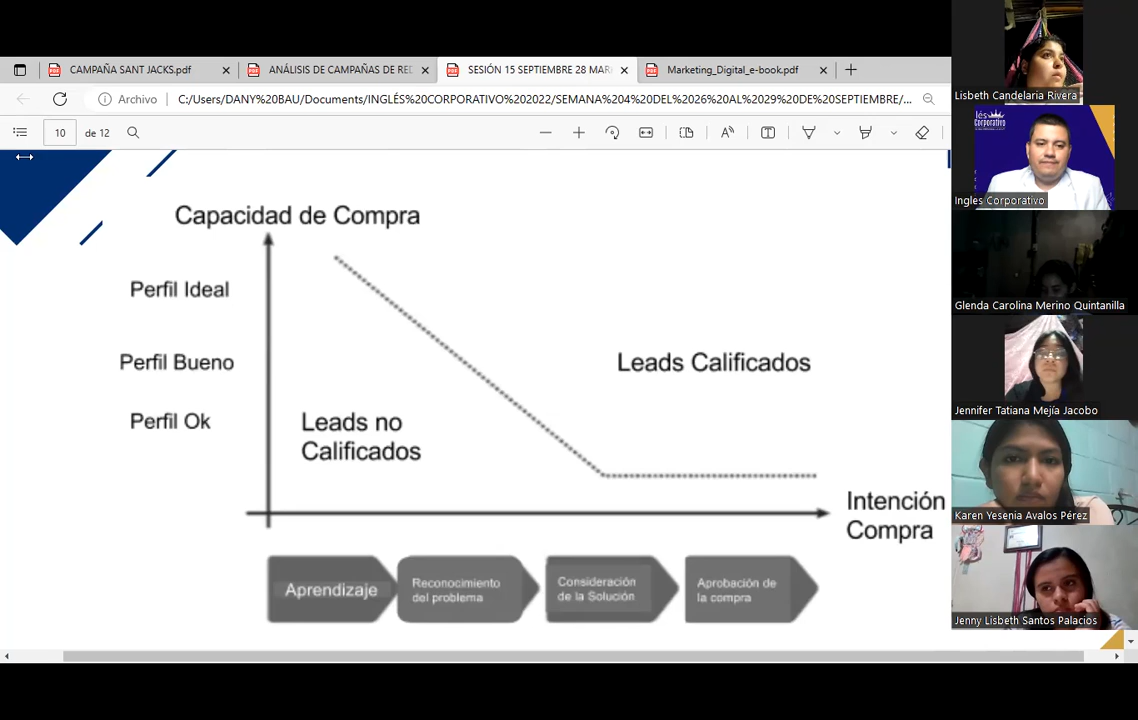 CAMPAÑA SANT JACKS.pdf
ANÁLISIS DE CAMPAÑAS DE RED
SESIÓN 15 SEPTIEMBRE 28 MAR
Marketing_Digital_e-book.pdf
Archivo
C:/Users/DANY%20BAU/Documents/INGLÉS%20CORPORATIVO%202022/SEMANA%204%20DEL%2026%20AL%2029%20DE%20SEPTIEMBRE/...
10 de 12
Capacidad de Compra
Perfil Ideal
Perfil Bueno
Perfil Ok
Leads no
Calificados
Leads Calificados
Intención
Compra
Aprendizaje
Reconocimiento
del problema
Consideración
de la Solución
Aprobación de
la compra
Lisbeth Candelaria Rivera
lés
Corporativo
Ingles Corporativo
Glenda Carolina Merino Quintanilla
Jennifer Tatiana Mejía Jacobo
Karen Yesenia Avalos Pérez
Jenny Lisbeth Santos Palacios